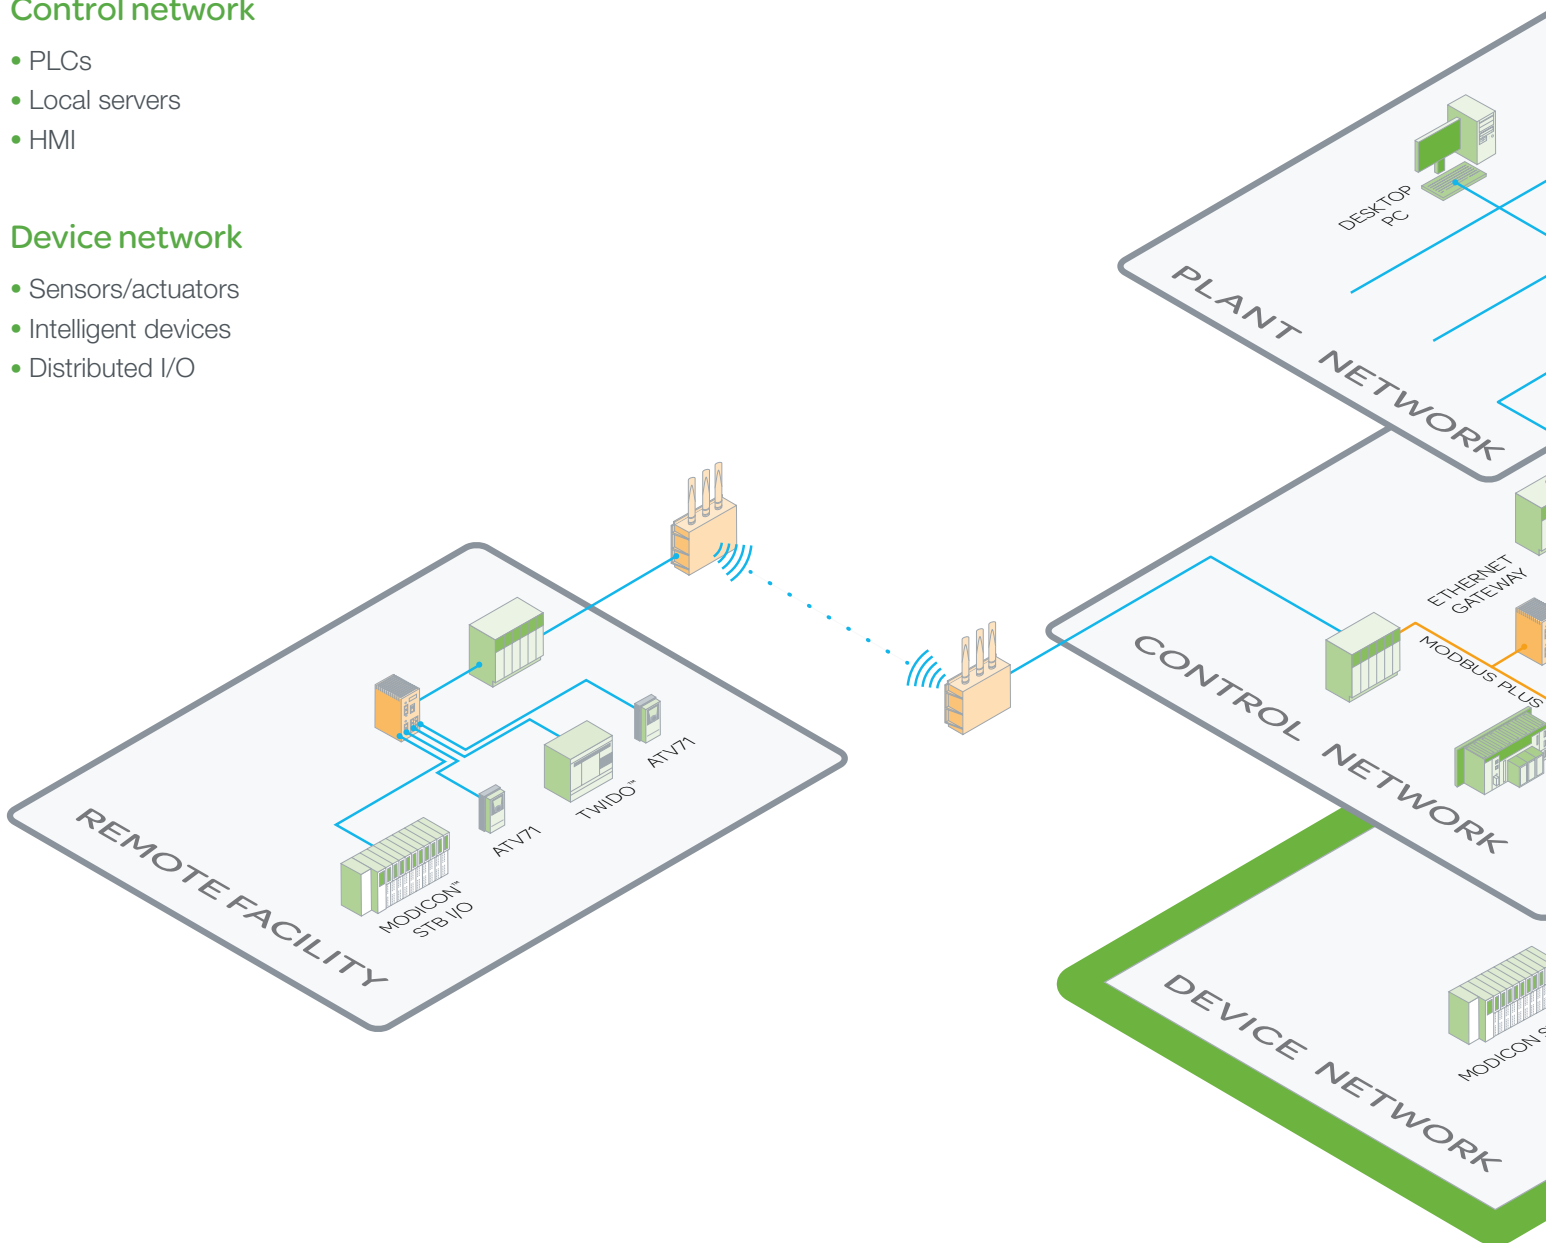 Control network
• PLCs
• Local servers
• HMI
Device network
• Sensors/actuators
• Intelligent devices
• Distributed I/O
DESKTOP
PC
PLANT NETWORK
ETHERNET
GATEWAY
MODBUS PLUS
CONTROL NETWORK
ATV71
TWIDO™
ATV71
MODICON™
STB I/O
REMOTE FACILITY
MODICON S
DEVICE NETWORK